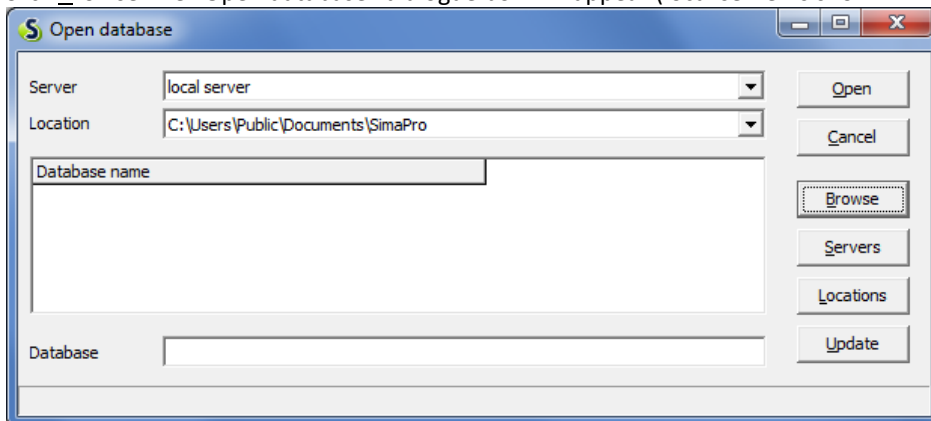 Open database
Server
local server
Open
Location
C:\Users\Public\Documents\SimaPro
Cancel
Database name
Browse
Servers
Locations
Database
Update